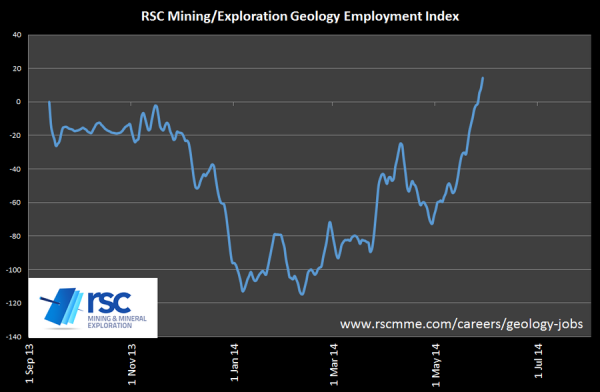 RSC Mining/Exploration Geology Employment Index
40
20
0
-20
-40
-60
-80
-100
-120
-140
rsc
MINING & MINERAL
EXPLORATION
www.rscmme.com/careers/geology-jobs
1 Sep 13
1 Nov 13
1 Jan 14
1 Mar 14
1 May 14
1 Jul 14